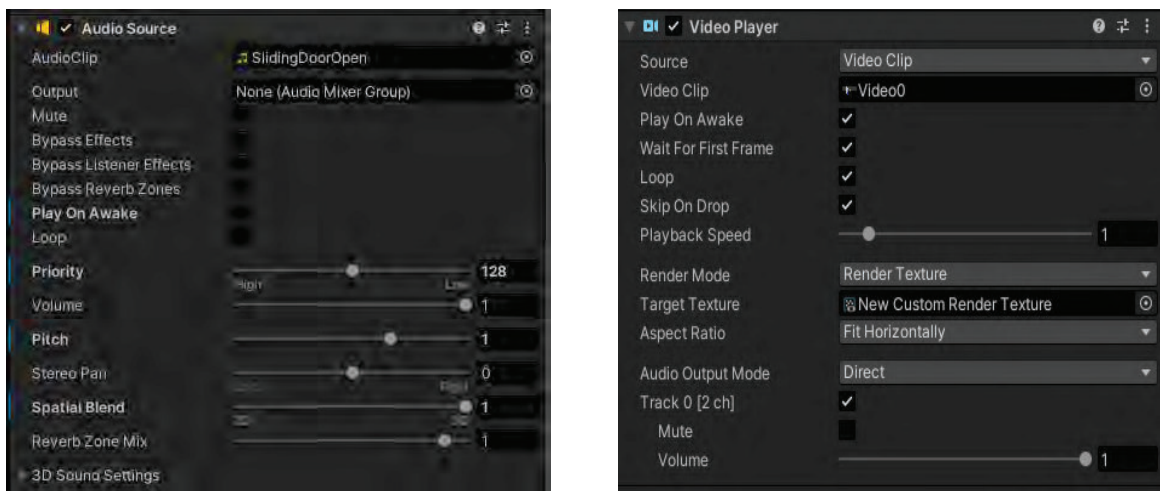 Audio Source
AudioClip
SlidingDoorOpen
Output
None (Audio Mixer Group)
Mute
Bypass Effects
Bypass Listener Effects
Bypass Reverb Zones
Play On Awake
Loop
Priority
128
High
Low
Volume
1
Pitch
1
Stereo Pan
0
Right
Spatial Blend
1
Reverb Zone Mix
1
3D Sound Settings
Video Player
Source
Video Clip
Video Clip
Video0
Play On Awake
Wait For First Frame
Loop
Skip On Drop
Playback Speed
1
Render Mode
Render Texture
Target Texture
New Custom Render Texture
Aspect Ratio
Fit Horizontally
Audio Output Mode
Direct
Track 0 [2 ch]
Mute
Volume
1